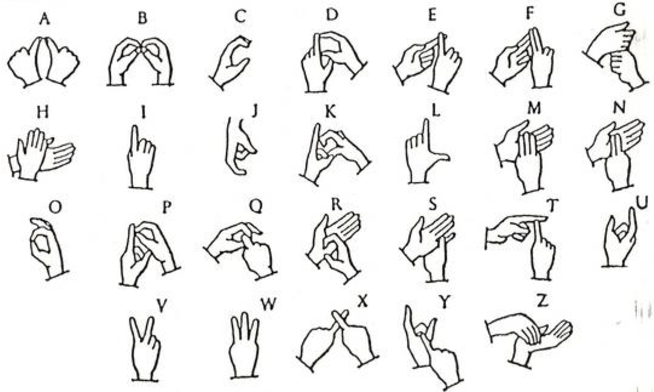 A B C D E F G
H I J K L M N
O P Q R S T U
V W X Y Z